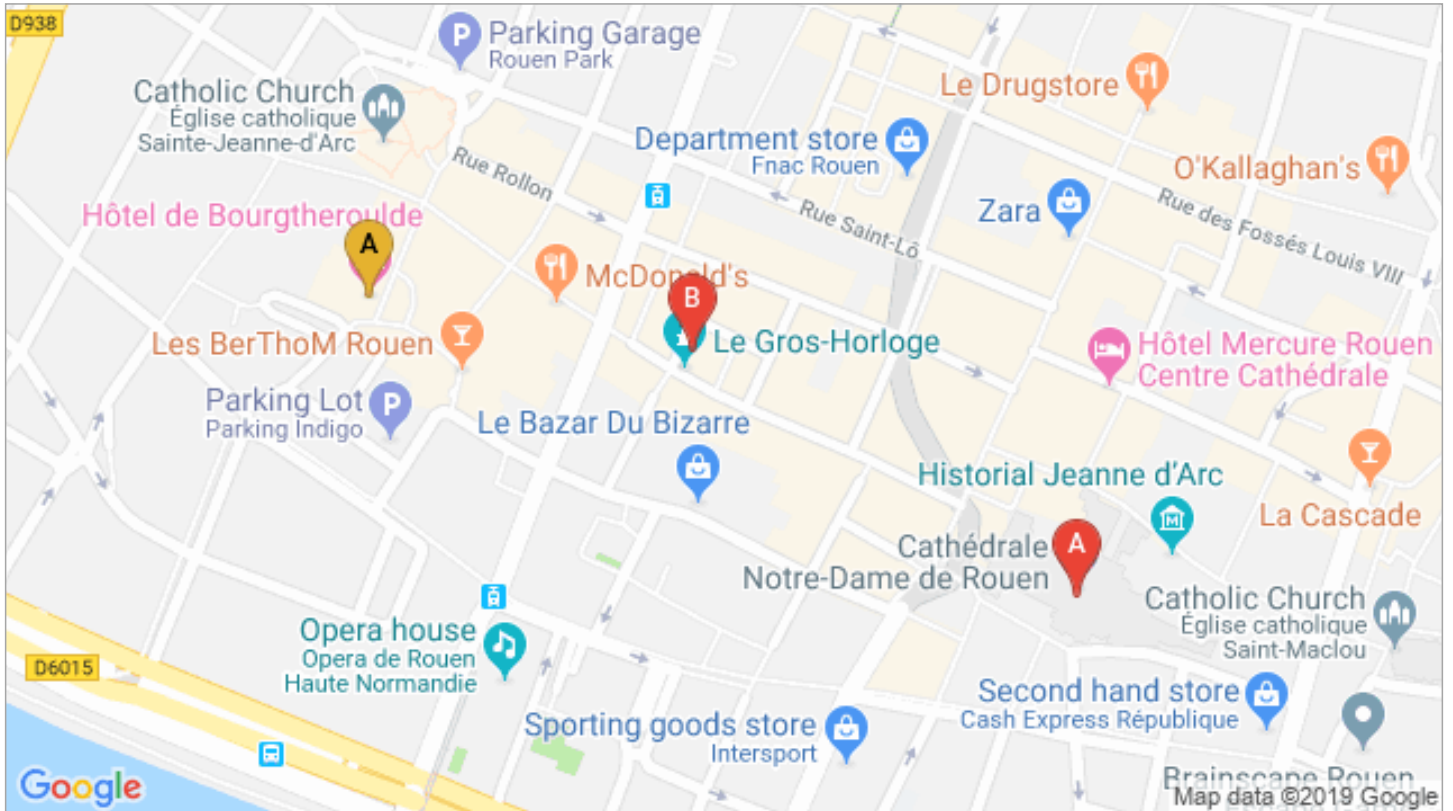 D938
Parking Garage
Rouen Park
Catholic Church
Église catholique
Sainte-Jeanne-d'Arc
Le Drugstore
Department store
Fnac Rouen
O'Kallaghan's
Rue Rollon
Rue Saint-Lô
Zara
Rue des Fossés Louis VIII
Hôtel de Bourgtheroulde
A
McDonald's
B
Le Gros-Horloge
Les BerThoM Rouen
Hôtel Mercure Rouen
Centre Cathédrale
Parking Lot
Parking Indigo
Le Bazar Du Bizarre
Historial Jeanne d'Arc
La Cascade
Cathédrale
Notre-Dame de Rouen
A
Catholic Church
Église catholique
Saint-Maclou
Opera house
Opera de Rouen
Haute Normandie
D6015
Second hand store
Cash Express République
Sporting goods store
Intersport
Brainscape Rouen
Google
Map data ©2019 Google